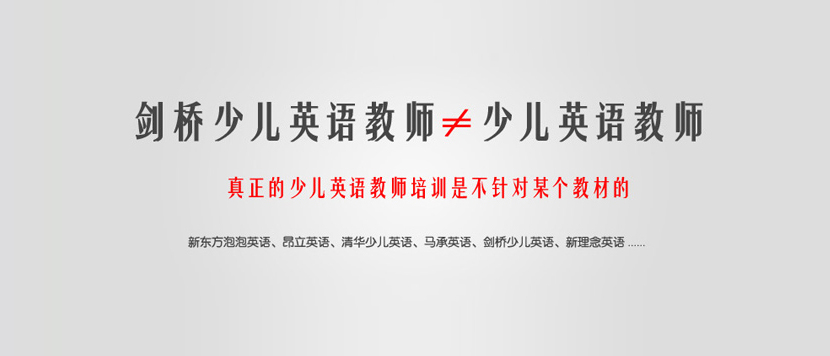 剑桥少儿英语教师≠少儿英语教师
真正的少儿英语教师培训是不针对某个教材的
新东方泡泡英语、昂立英语、清华少儿英语、马承英语、剑桥少儿英语、新理念英语 ......